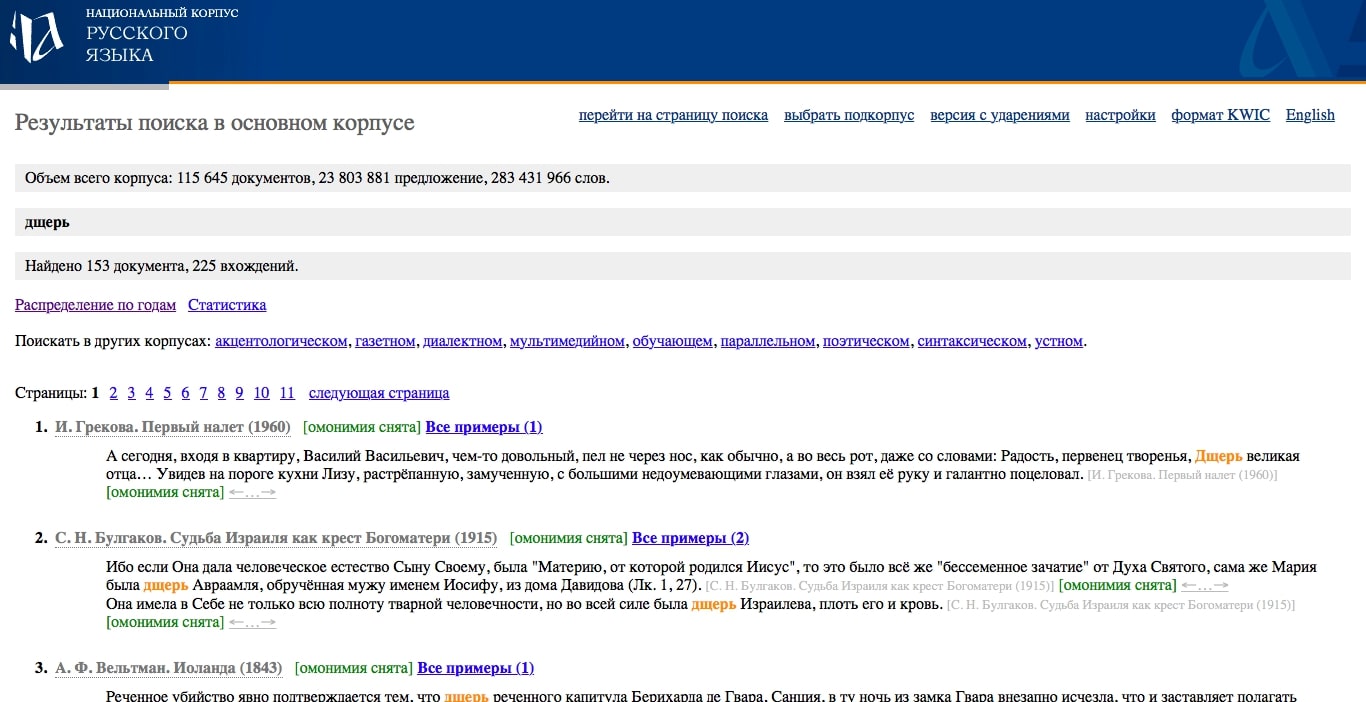 НАЦИОНАЛЬНЫЙ КОРПУС
РУССКОГО
ЯЗЫКА
Результаты поиска в основном корпусе
перейти на страницу поиска выбрать подкорпус версия с ударениями настройки формат KWIC English
Объем всего корпуса: 115 645 документов, 23 803 881 предложение, 283 431 966 слов.
дщерь
Найдено 153 документа, 225 вхождений.
Распределение по годам Статистика
Поискать в других корпусах: акцентологическом, газетном, диалектном, мультимедийном, обучающем, параллельном, поэтическом, синтаксическом, устном.
Страницы: 1 2 3 4 5 6 7 8 9 10 11 следующая страница
1. И. Грекова. Первый налет (1960) [омонимия снята] Все примеры (1)
А сегодня, входя в квартиру, Василий Васильевич, чем-то довольный, пел не через нос, как обычно, а во весь рот, даже со словами: Радость, первенец творенья, Дщерь великая
отца… Увидев на пороге кухни Лизу, растрёпанную, замученную, с большими недоумевающими глазами, он взял её руку и галантно поцеловал. [И. Грекова. Первый налет (1960)]
[омонимия снята] ←…→
2. С. Н. Булгаков. Судьба Израиля как крест Богоматери (1915) [омонимия снята] Все примеры (2)
Ибо если Она дала человеческое естество Сыну Своему, была "Материю, от которой родился Иисус", то это было всё же "бессеменное зачатие" от Духа Святого, сама же Мария
была дщерь Авраамля, обручённая мужу именем Иосифу, из дома Давидова (Лк. 1, 27). [С. Н. Булгаков. Судьба Израиля как крест Богоматери (1915)] [омонимия снята] ←…→
Она имела в Себе не только всю полноту тварной человечности, но во всей силе была дщерь Израилева, плоть его и кровь. [С. Н. Булгаков. Судьба Израиля как крест Богоматери (1915)]
[омонимия снята] ←…→
3. А. Ф. Вельтман. Иоланда (1843) [омонимия снята] Все примеры (1)
Реченное убийство явно подтверждается тем, что дщерь реченного капитула Берихарда де Гвара, Санция, в ту ночь из замка Гвара внезапно исчезла, что и заставляет полагать